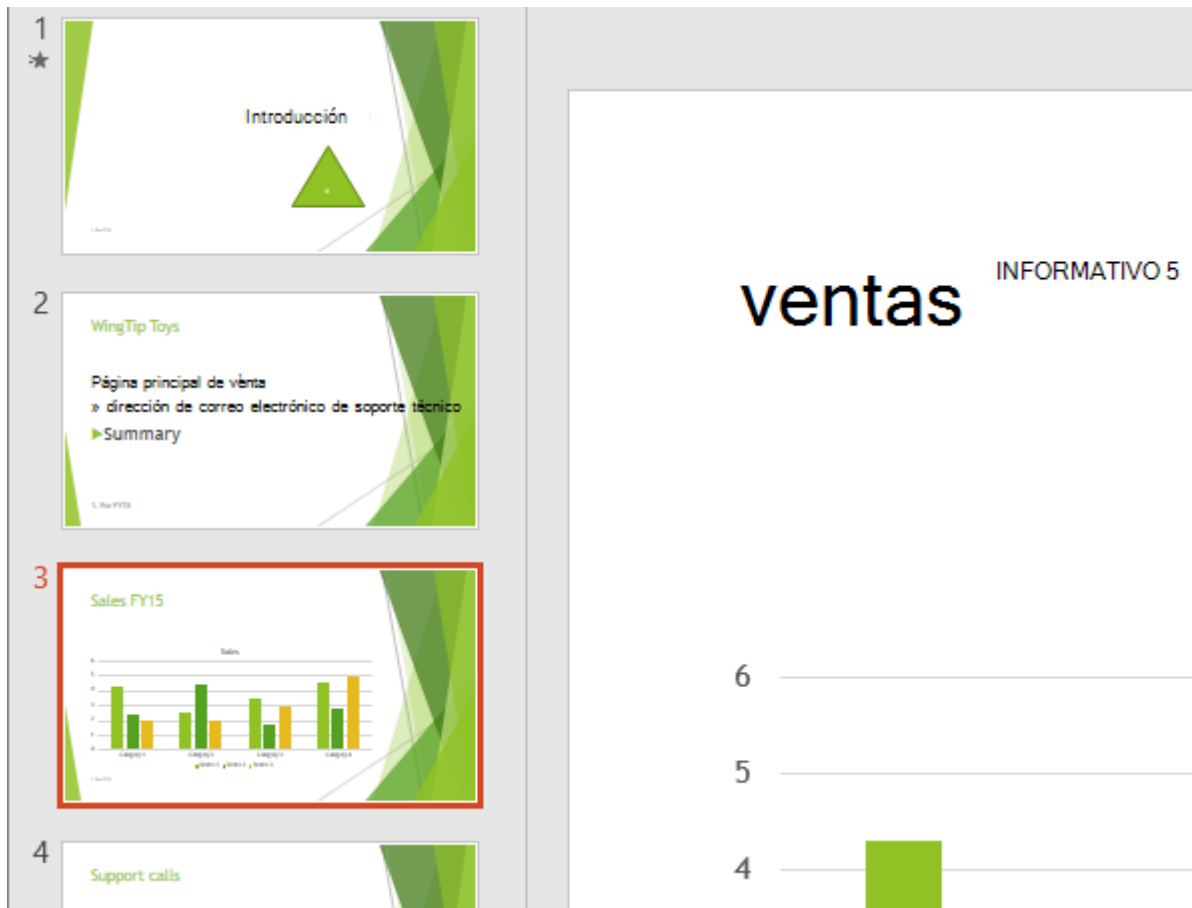 1
Introducción
2
WingTip Toys
Página principal de vènta
» dirección de correo electrónico de soporte técnico
►Summary
3
Sales FY15
Sales
4
Support calls
ventas INFORMATIVO 5
6
5
4